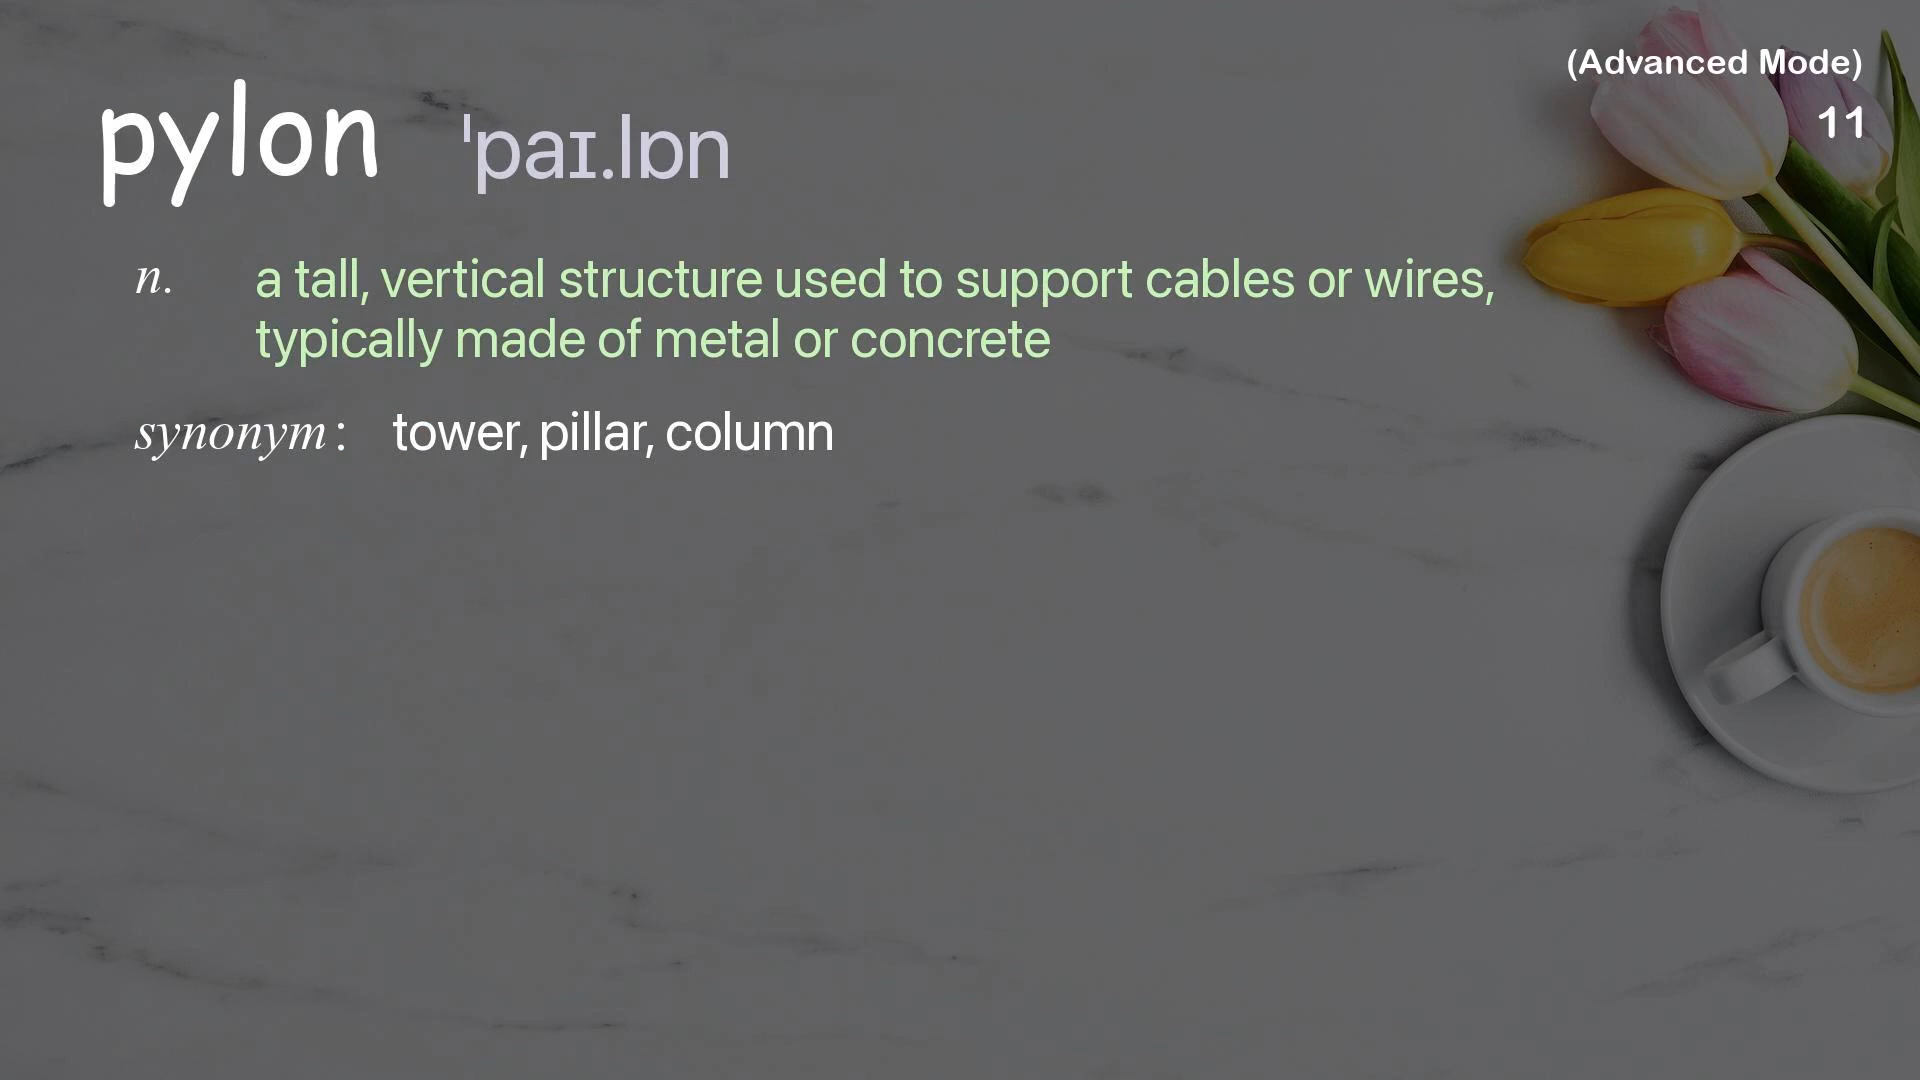 (Advanced Mode)
11
pylon ˈpaɪ.lɒn
n. a tall, vertical structure used to support cables or wires,
typically made of metal or concrete
synonym: tower, pillar, column